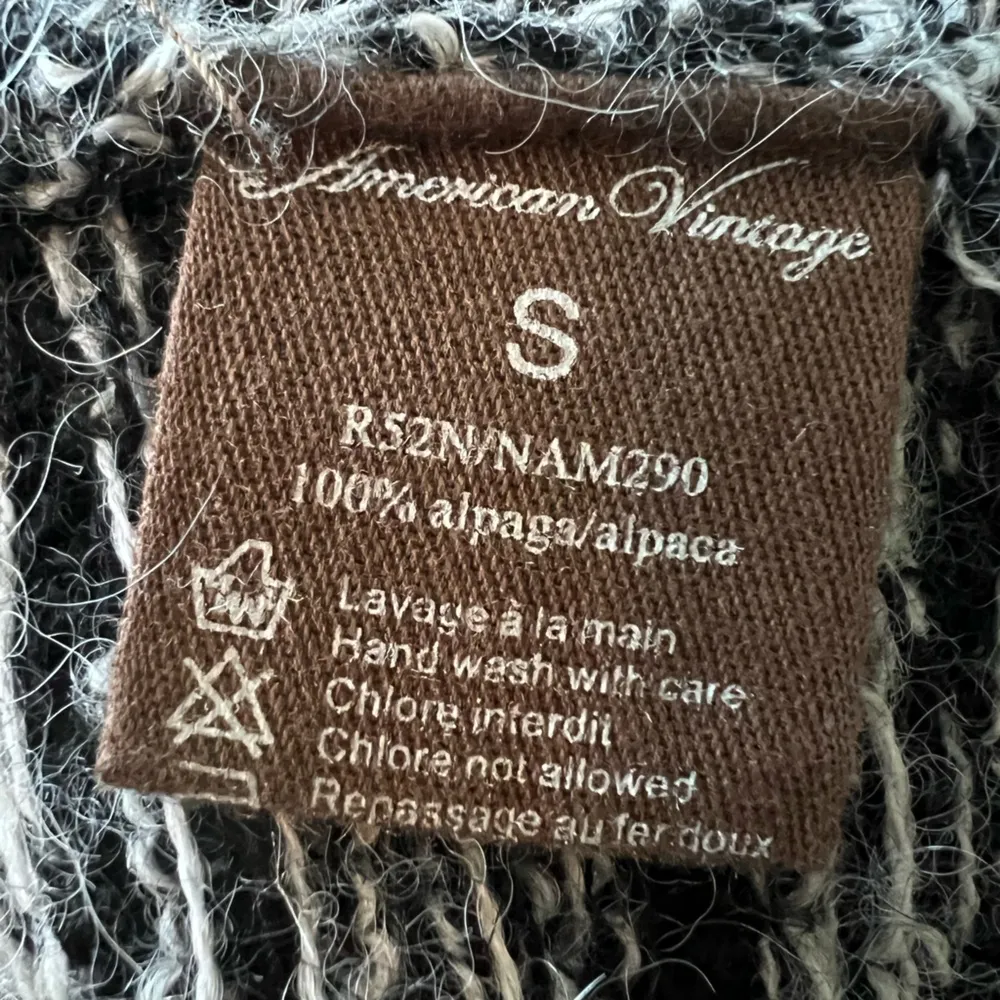 American Vintage
S
R52N/NAM290
100% alpaga/alpaca
Lavage à la main
Hand wash with care
Chlore interdit
Chlore not allowed
Repassage au fer doux